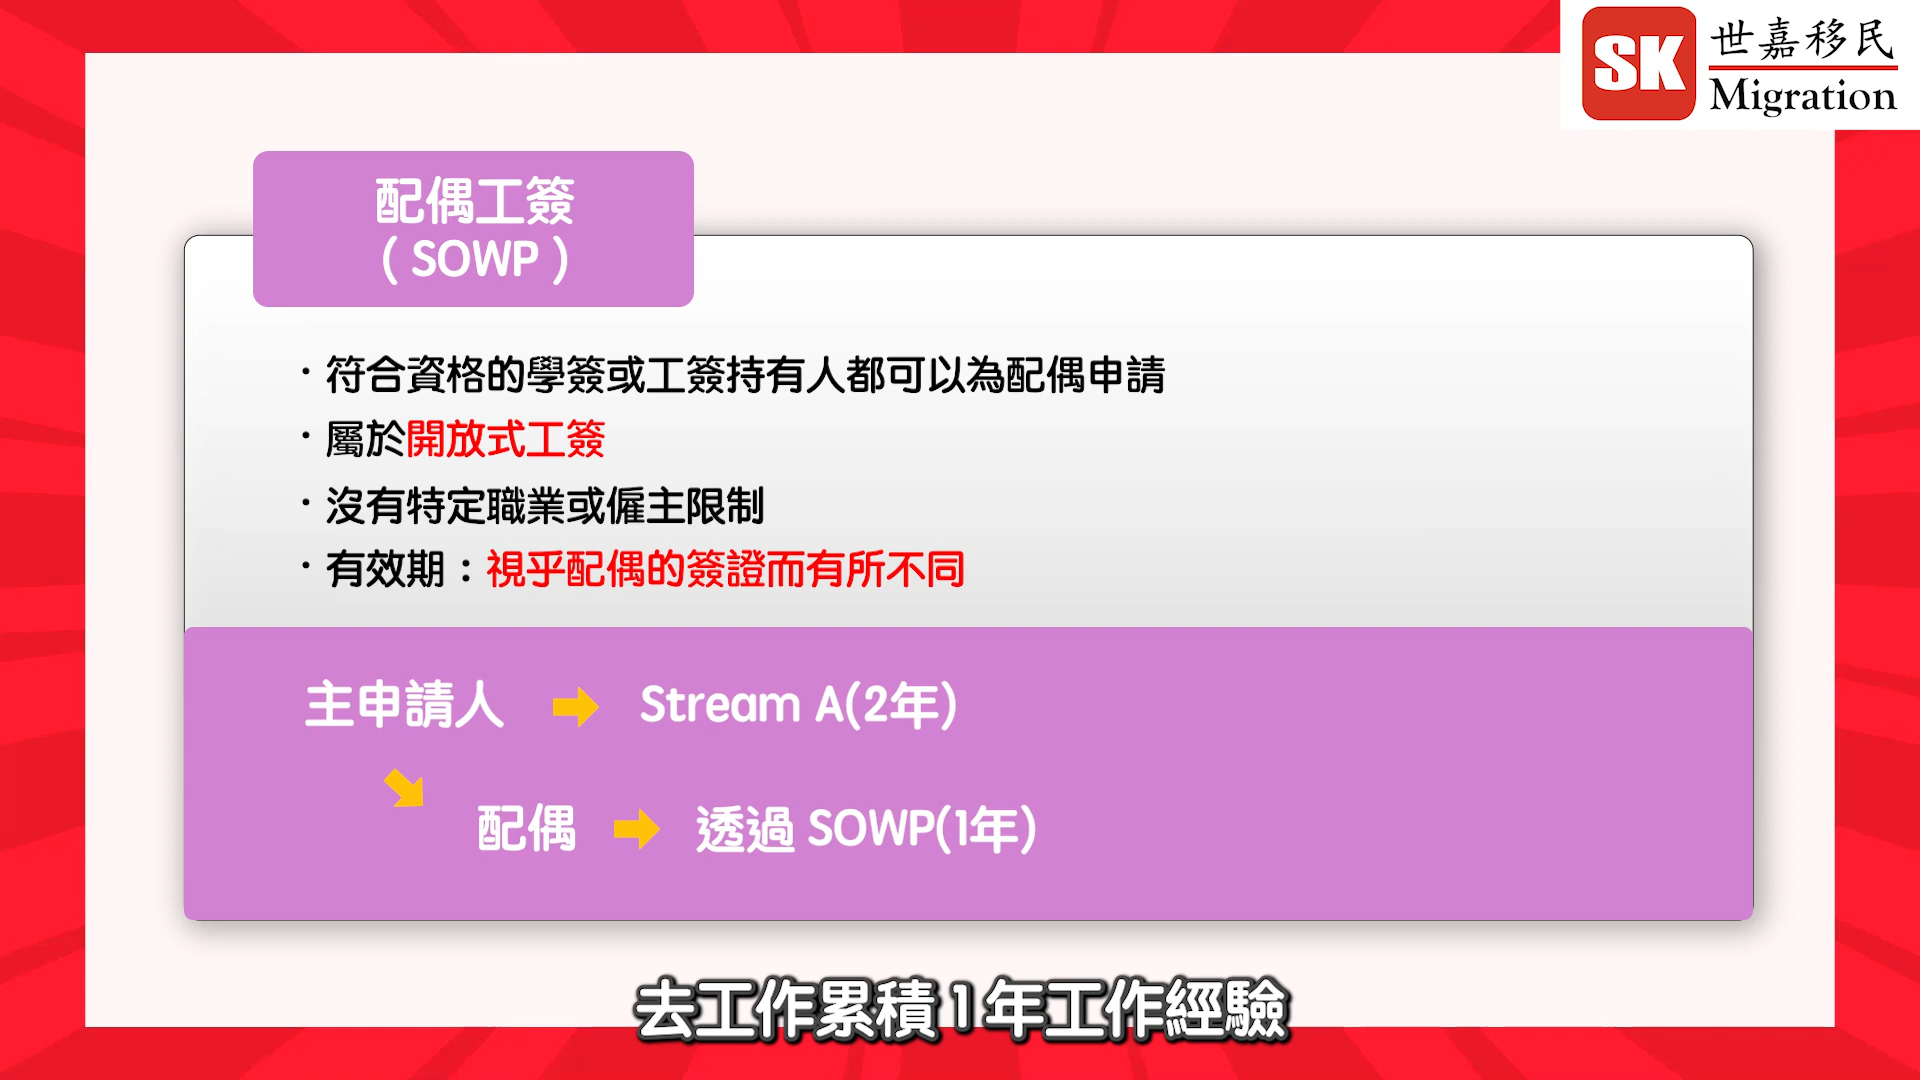 SK 世嘉移民
Migration
配偶工簽
( SOWP )
· 符合資格的學簽或工簽持有人都可以為配偶申請
· 屬於開放式工簽
· 沒有特定職業或僱主限制
· 有效期：視乎配偶的簽證而有所不同
主申請人 Stream A(2年)
配偶 透過 SOWP(1年)
去工作累積1年工作經驗